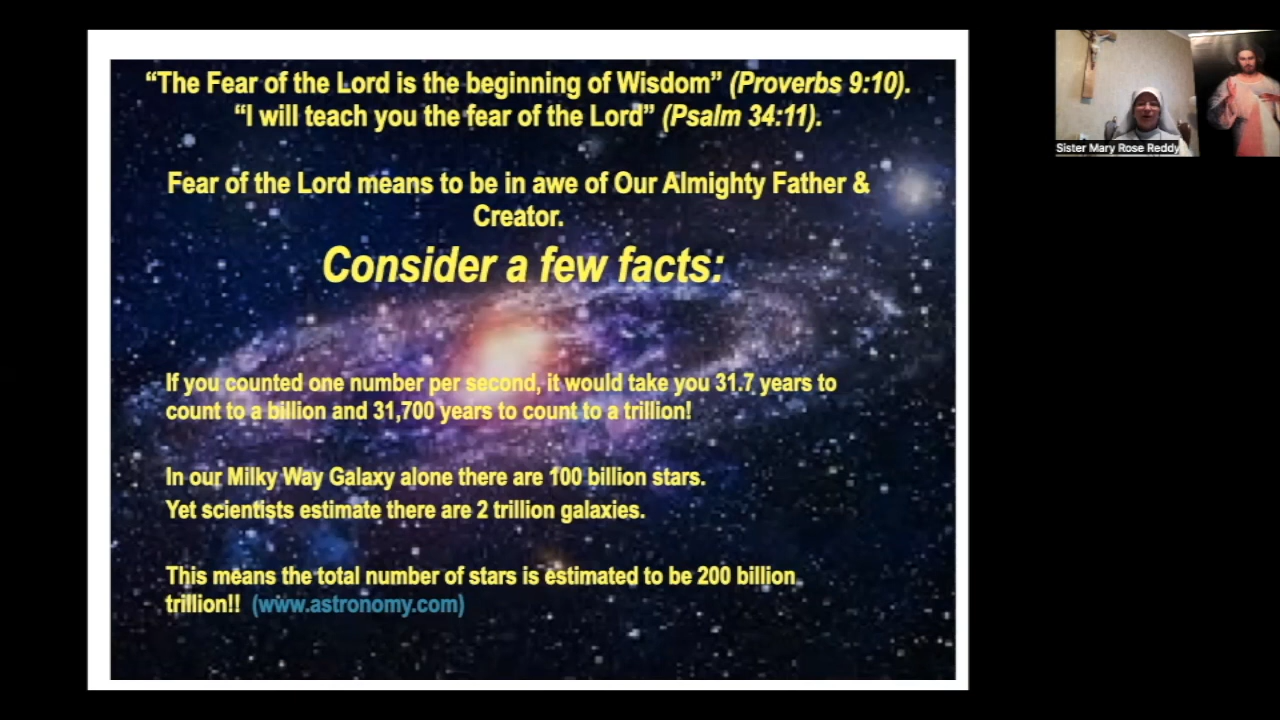 “The Fear of the Lord is the beginning of Wisdom” (Proverbs 9:10).
“I will teach you the fear of the Lord” (Psalm 34:11).
Fear of the Lord means to be in awe of Our Almighty Father &
Creator.
Consider a few facts:
If you counted one number per second, it would take you 31.7 years to
count to a billion and 31,700 years to count to a trillion!
In our Milky Way Galaxy alone there are 100 billion stars.
Yet scientists estimate there are 2 trillion galaxies.
This means the total number of stars is estimated to be 200 billion
trillion!! (www.astronomy.com)
Sister Mary Rose Reddy